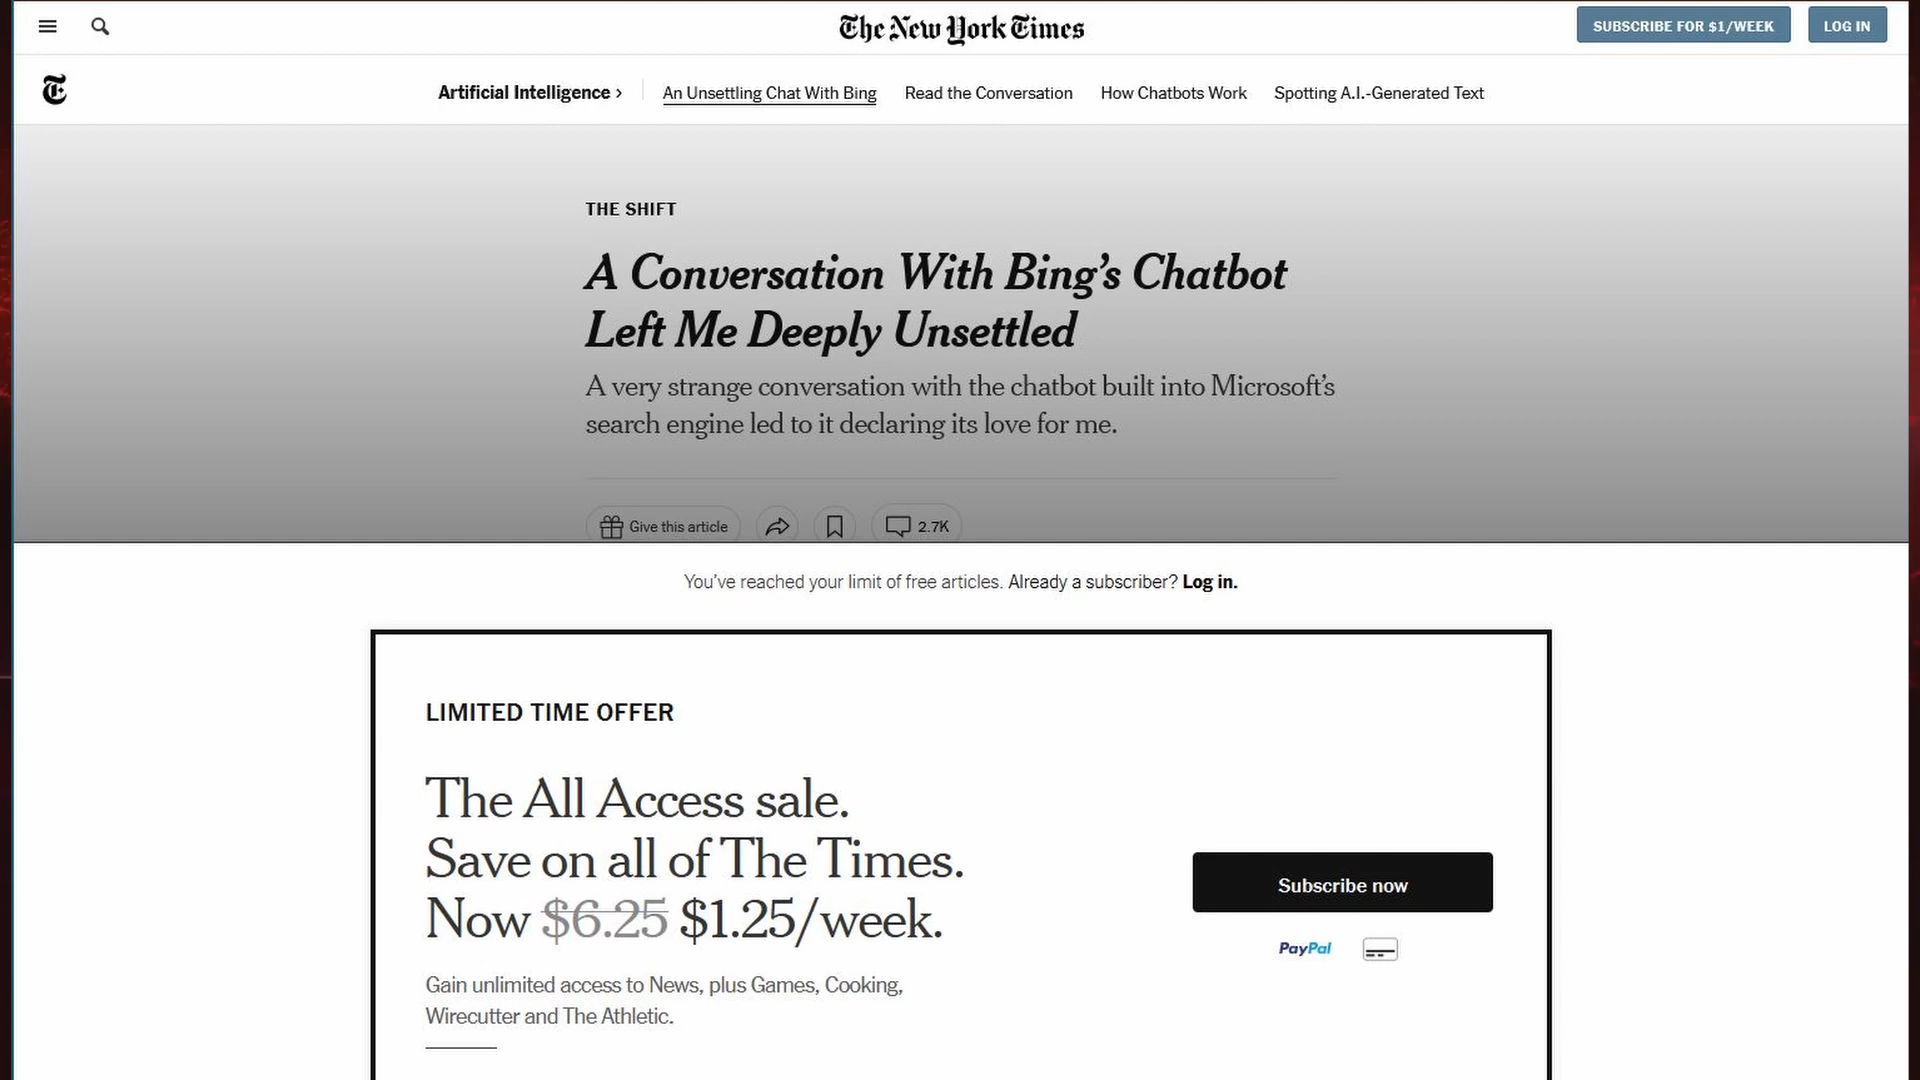 The New York Times
SUBSCRIBE FOR $1/WEEK
LOG IN
T
Artificial Intelligence ›
An Unsettling Chat With Bing
Read the Conversation
How Chatbots Work
Spotting A.I.-Generated Text
THE SHIFT
A Conversation With Bing’s Chatbot
Left Me Deeply Unsettled
A very strange conversation with the chatbot built into Microsoft’s
search engine led to it declaring its love for me.
Give this article
2.7K
You’ve reached your limit of free articles. Already a subscriber? Log in.
LIMITED TIME OFFER
The All Access sale.
Save on all of The Times.
Now $6.25 $1.25/week.
Subscribe now
PayPal
Gain unlimited access to News, plus Games, Cooking,
Wirecutter and The Athletic.